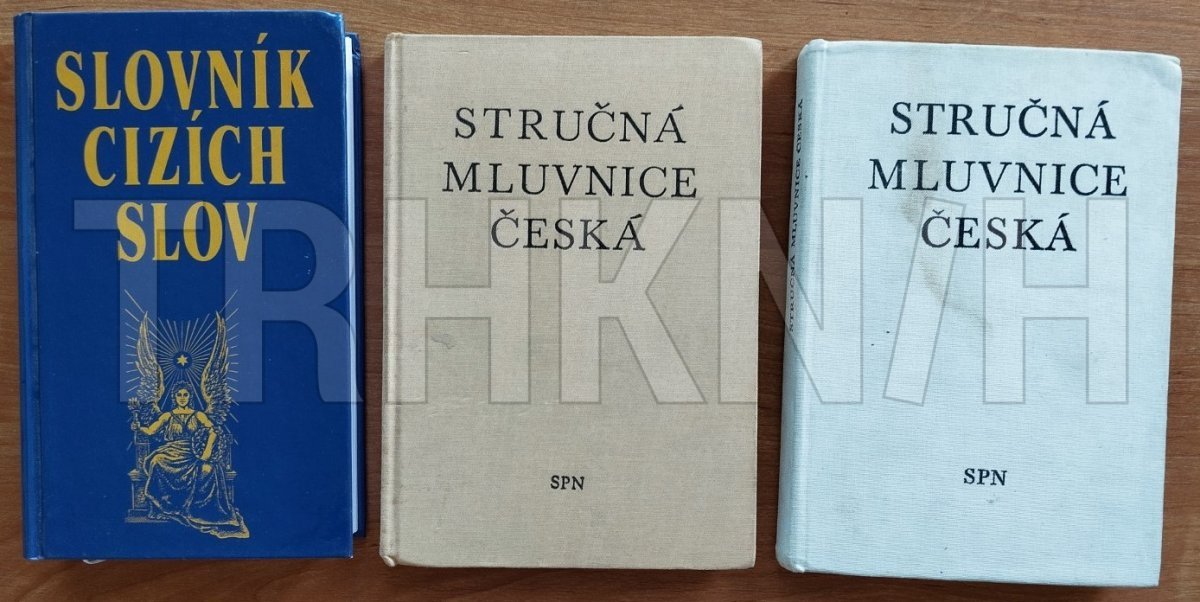 SLOVNÍK
CIZÍCH
SLOV
STRUČNÁ
MLUVNICE
ČESKÁ
SPN
STRUČNÁ MLUVNICE ČESKÁ
STRUČNÁ
MLUVNICE
ČESKÁ
SPN
TRHKNIH